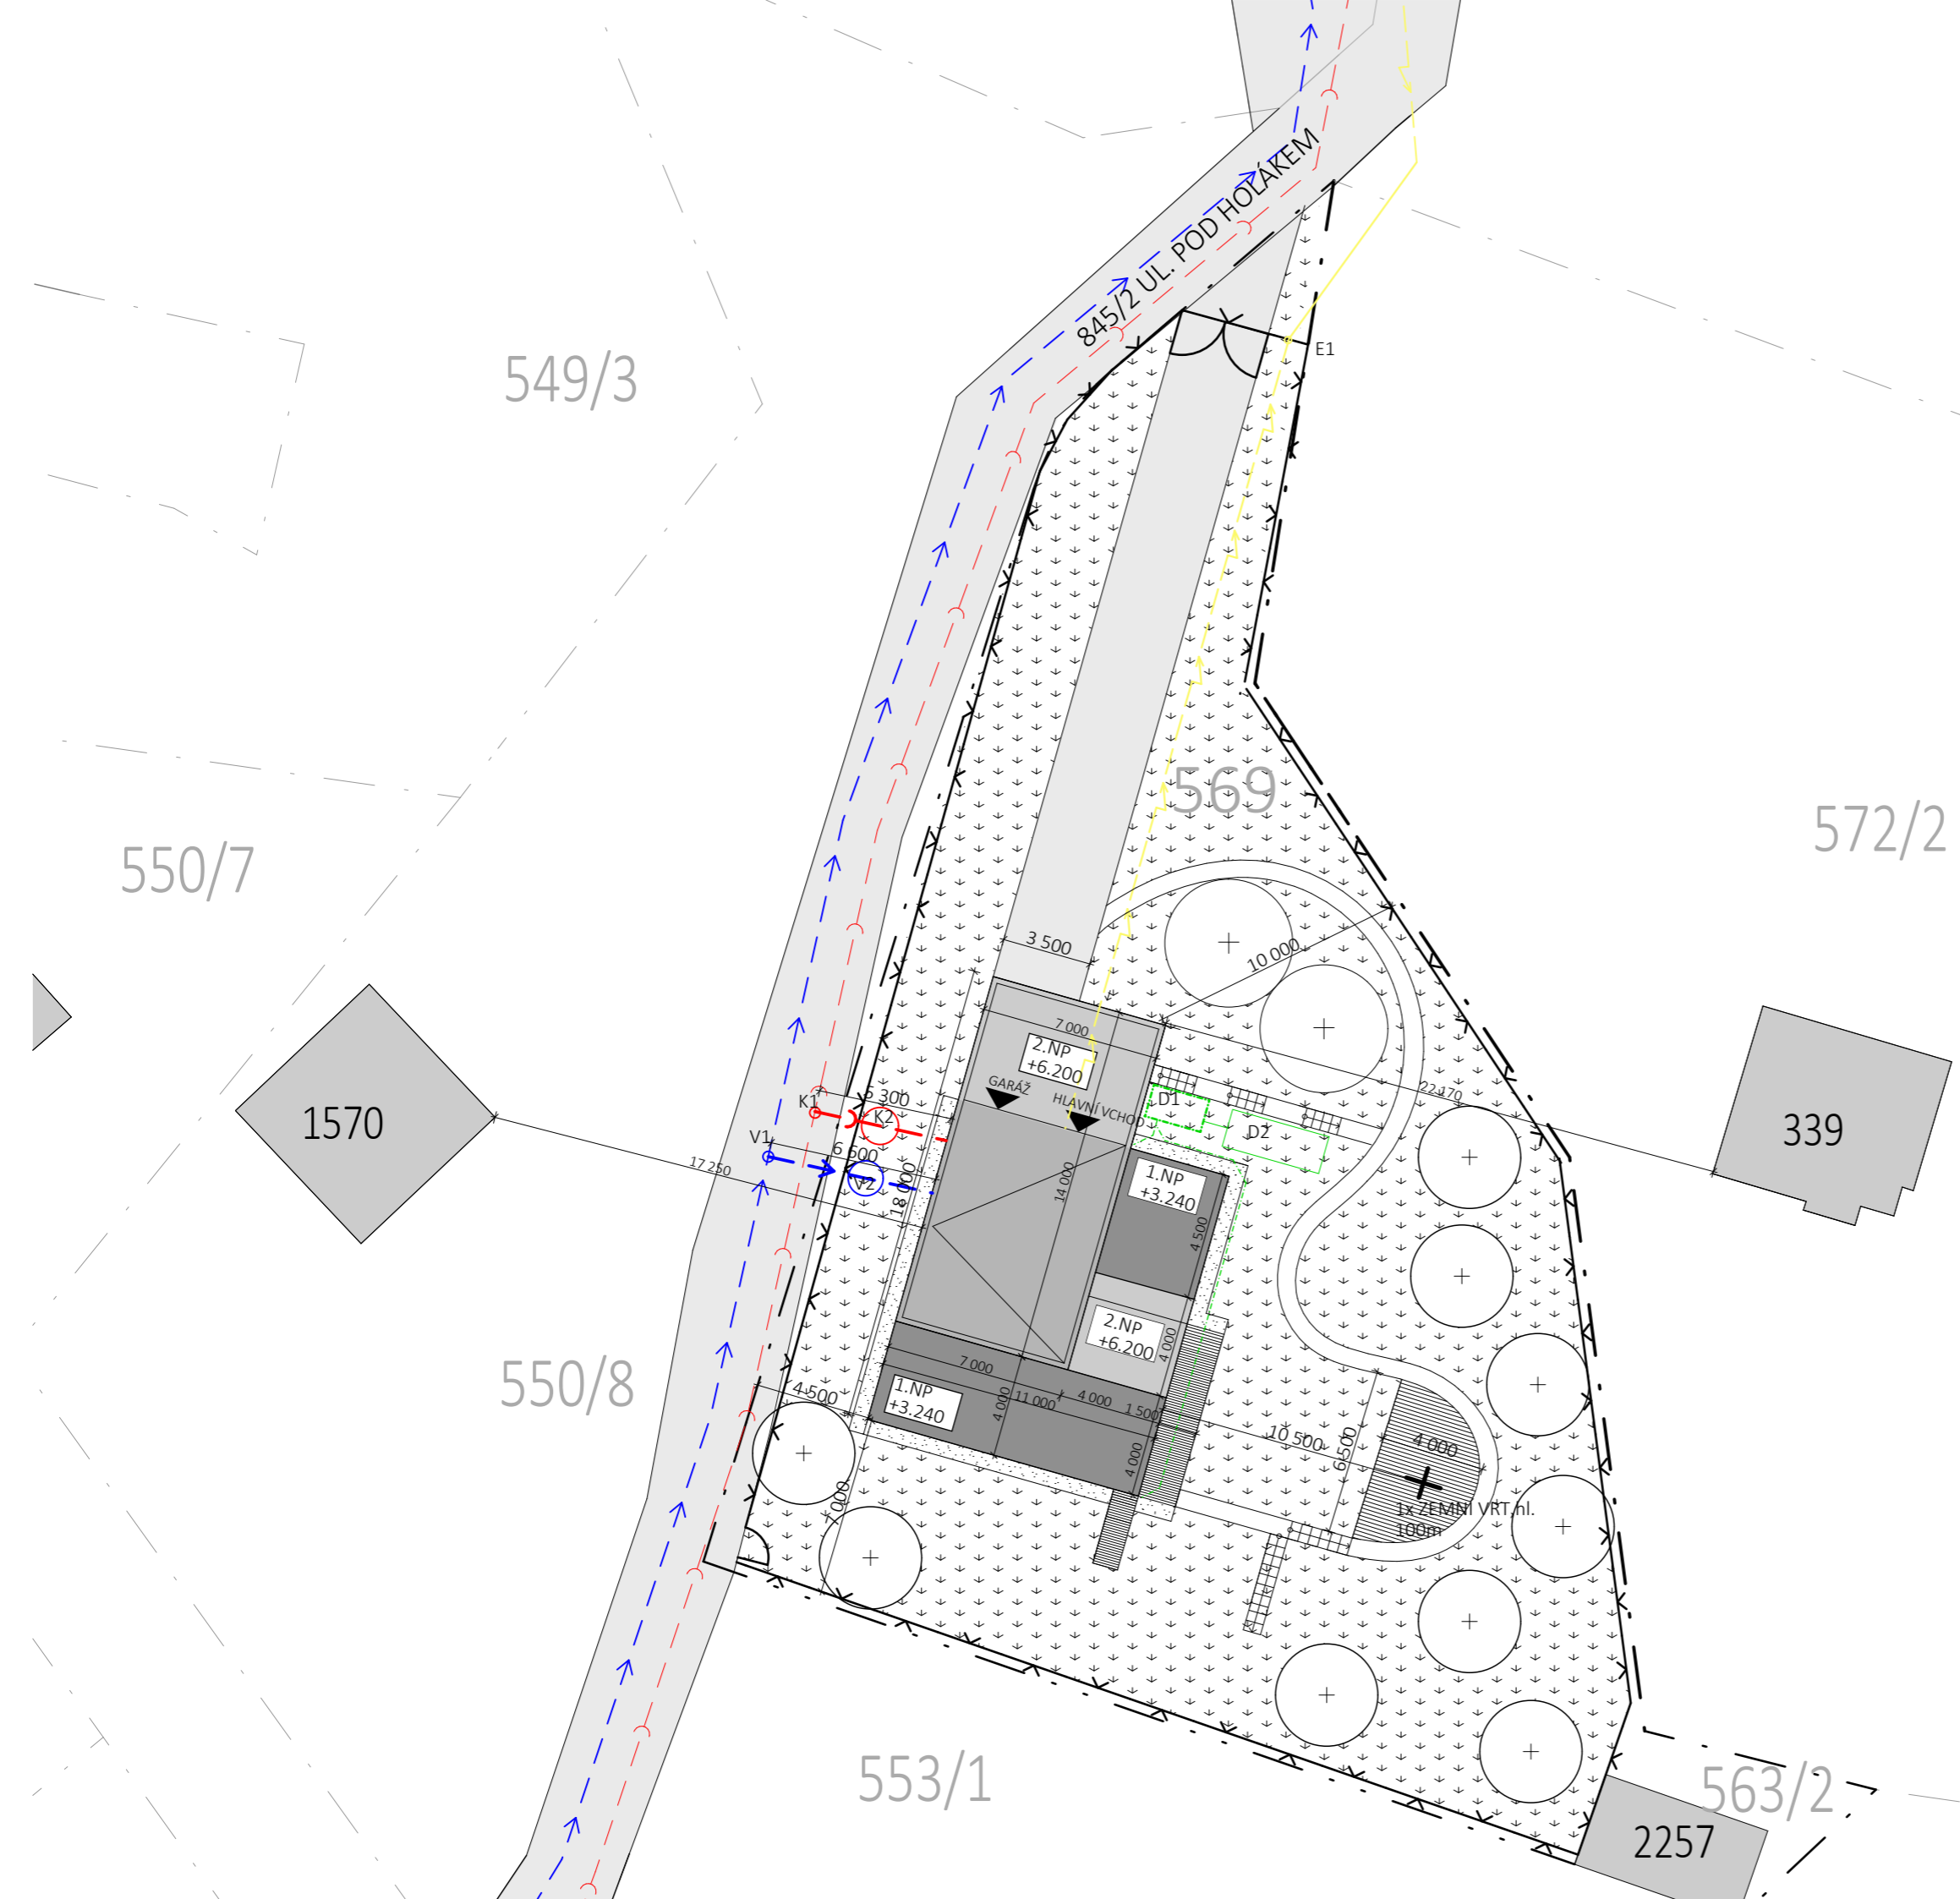 845/2 UL. POD HOLÁKEM
E1
549/3
569
572/2
550/7
3 500
10 000
7 000
2.NP
+6.200
GARÁŽ
HLAVNÍ VCHOD
D1
D2
22 170
339
1570
K1
5 300
K2
V1
6 600
V2
17 250
18 000
14 000
1.NP
+3.240
4 500
2.NP
+6.200
4 000
7 000
4 000
11 000
4 000
1 500
4 500
1.NP
+3.240
4 000
10 500
6 500
4 000
7 000
1x ZEMNÍ VRT,hl.
100m
550/8
553/1
563/2
2257